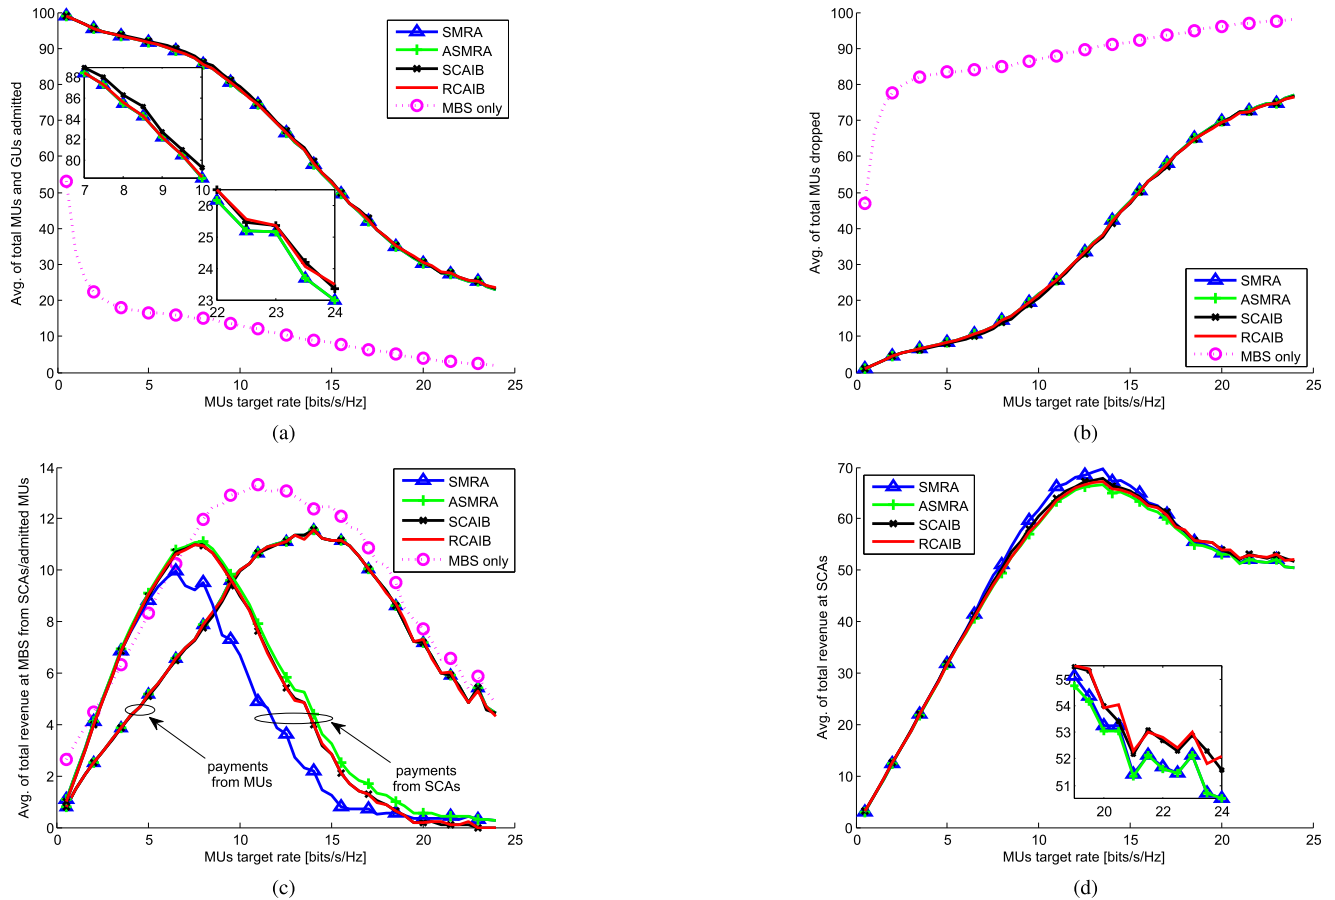 100
90
80
70
60
50
40
30
20
10
0
Avg. of total MUs and GUs admitted
SMRA
ASMRA
SCAIB
RCAIB
MBS only
88
86
84
82
80
7 8 9 10
10
26
25
24
23
22 23 24
0 5 10 15 20 25
MUs target rate [bits/s/Hz]
(a)
100
90
80
70
60
50
40
30
20
10
0
Avg. of total MUs dropped
SMRA
ASMRA
SCAIB
RCAIB
MBS only
0 5 10 15 20 25
MUs target rate [bits/s/Hz]
(b)
14
12
10
8
6
4
2
0
Avg. of total revenue at MBS from SCAs/admitted MUs
SMRA
ASMRA
SCAIB
RCAIB
MBS only
payments
from MUs
payments
from SCAs
0 5 10 15 20 25
MUs target rate [bits/s/Hz]
(c)
70
60
50
40
30
20
10
0
Avg. of total revenue at SCAs
SMRA
ASMRA
SCAIB
RCAIB
55
54
53
52
51
20 22 24
0 5 10 15 20 25
MUs target rate [bits/s/Hz]
(d)